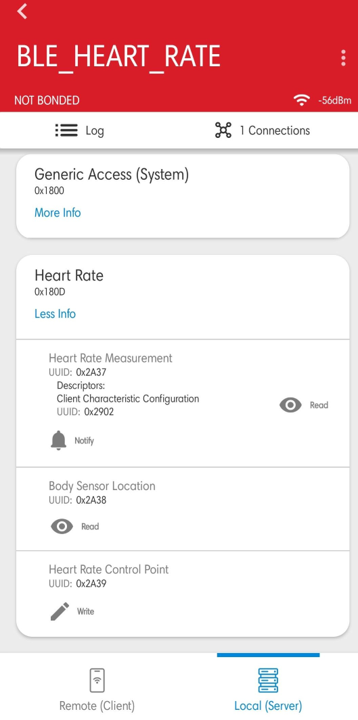 BLE_HEART_RATE
NOT BONDED
-56dBm
Log
1 Connections
Generic Access (System)
0x1800
More Info
Heart Rate
0x180D
Less Info
Heart Rate Measurement
UUID: 0x2A37
Descriptors:
Client Characteristic Configuration
UUID: 0x2902
Read
Notify
Body Sensor Location
UUID: 0x2A38
Read
Heart Rate Control Point
UUID: 0x2A39
Write
Remote (Client)
Local (Server)